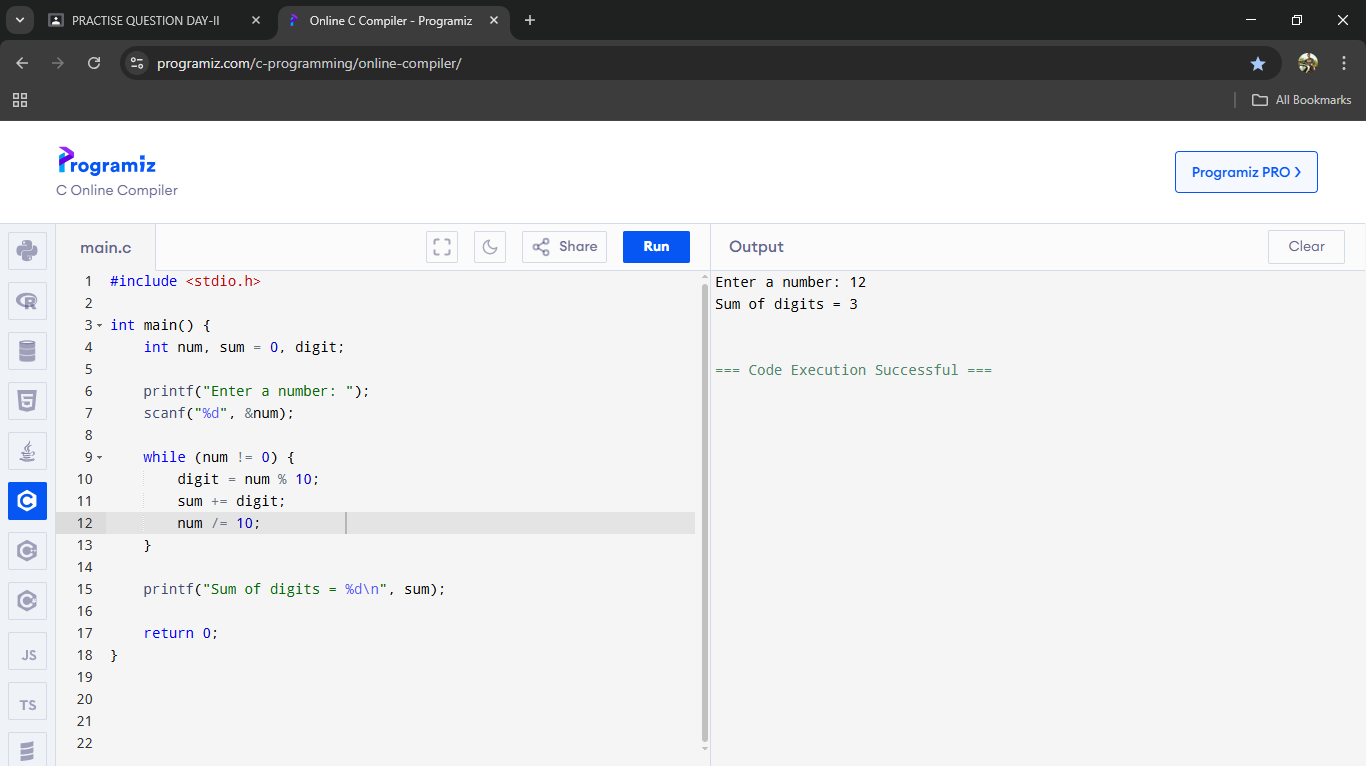 PRACTISE QUESTION DAY-II
Online C Compiler - Programiz
programiz.com/c-programming/online-compiler/
All Bookmarks
Programiz
C Online Compiler
Programiz PRO
main.c
Share
Run
Output
Clear
1 #include <stdio.h>
2
3 int main() {
4     int num, sum = 0, digit;
5
6     printf("Enter a number: ");
7     scanf("%d", &num);
8
9     while (num != 0) {
10         digit = num % 10;
11         sum += digit;
12         num /= 10;
13     }
14
15     printf("Sum of digits = %d\n", sum);
16
17     return 0;
18 }
19
20
21
22
Enter a number: 12
Sum of digits = 3
=== Code Execution Successful ===
R
5
C
C
C
JS
TS